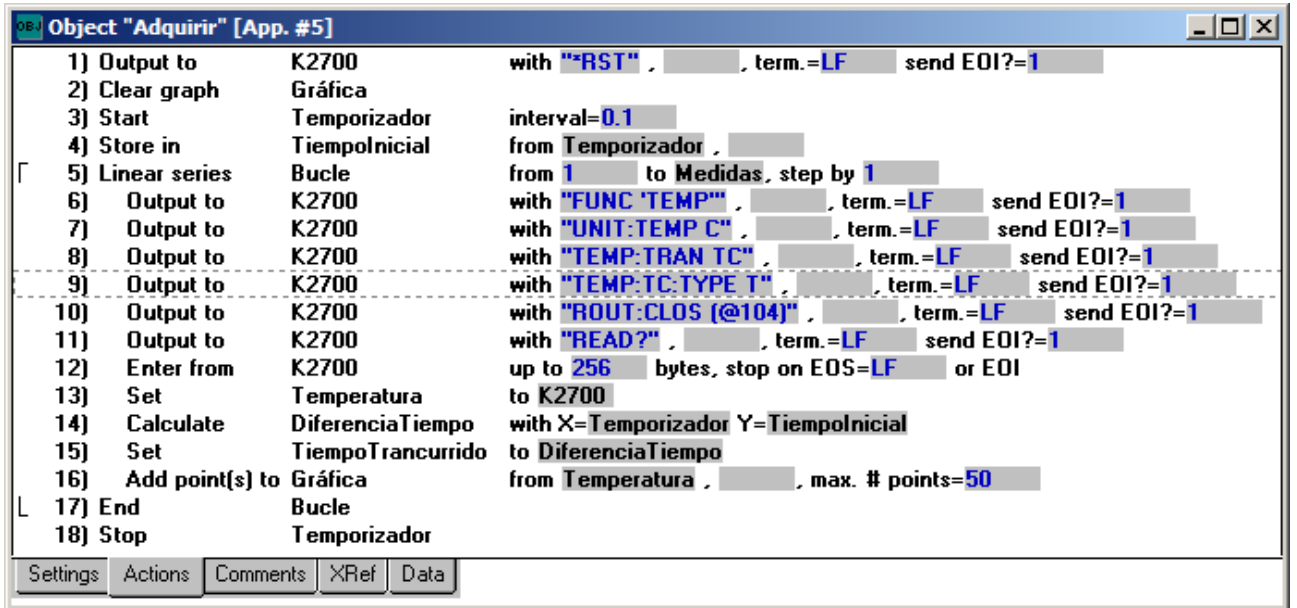 OBJ Object "Adquirir" [App. #5]
1) Output to K2700 with "*RST" , , term.=LF send EOI?=1
2) Clear graph Gráfica
3) Start Temporizador interval=0.1
4) Store in TiempoInicial from Temporizador ,
5) Linear series Bucle from 1 to Medidas, step by 1
6) Output to K2700 with "FUNC 'TEMP'" , , term.=LF send EOI?=1
7) Output to K2700 with "UNIT:TEMP C" , , term.=LF send EOI?=1
8) Output to K2700 with "TEMP:TRAN TC" , , term.=LF send EOI?=1
9) Output to K2700 with "TEMP:TC:TYPE T" , , term.=LF send EOI?=1
10) Output to K2700 with "ROUT:CLOS (@104)" , , term.=LF send EOI?=1
11) Output to K2700 with "READ?" , , term.=LF send EOI?=1
12) Enter from K2700 up to 256 bytes, stop on EOS=LF or EOI
13) Set Temperatura to K2700
14) Calculate DiferenciaTiempo with X=Temporizador Y=TiempoInicial
15) Set TiempoTrancurrido to DiferenciaTiempo
16) Add point(s) to Gráfica from Temperatura , , max. # points=50
17) End Bucle
18) Stop Temporizador
Settings Actions Comments XRef Data